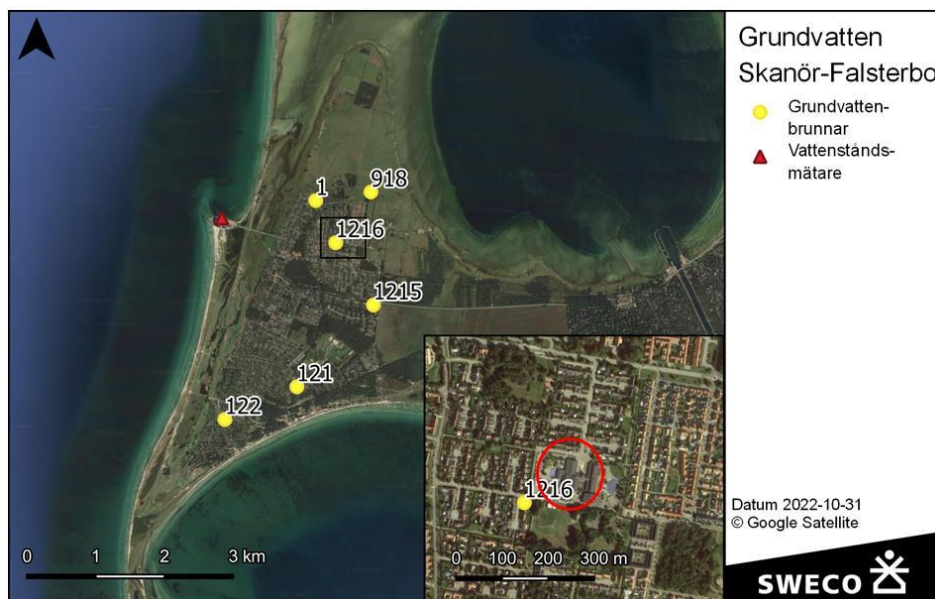 Grundvatten
Skanör-Falsterbo
Grundvatten-
brunnar
Vattenstånds-
mätare
1
918
1216
1215
121
122
1216
0 1 2 3 km
0 100 200 300 m
Datum 2022-10-31
© Google Satellite
SWECO